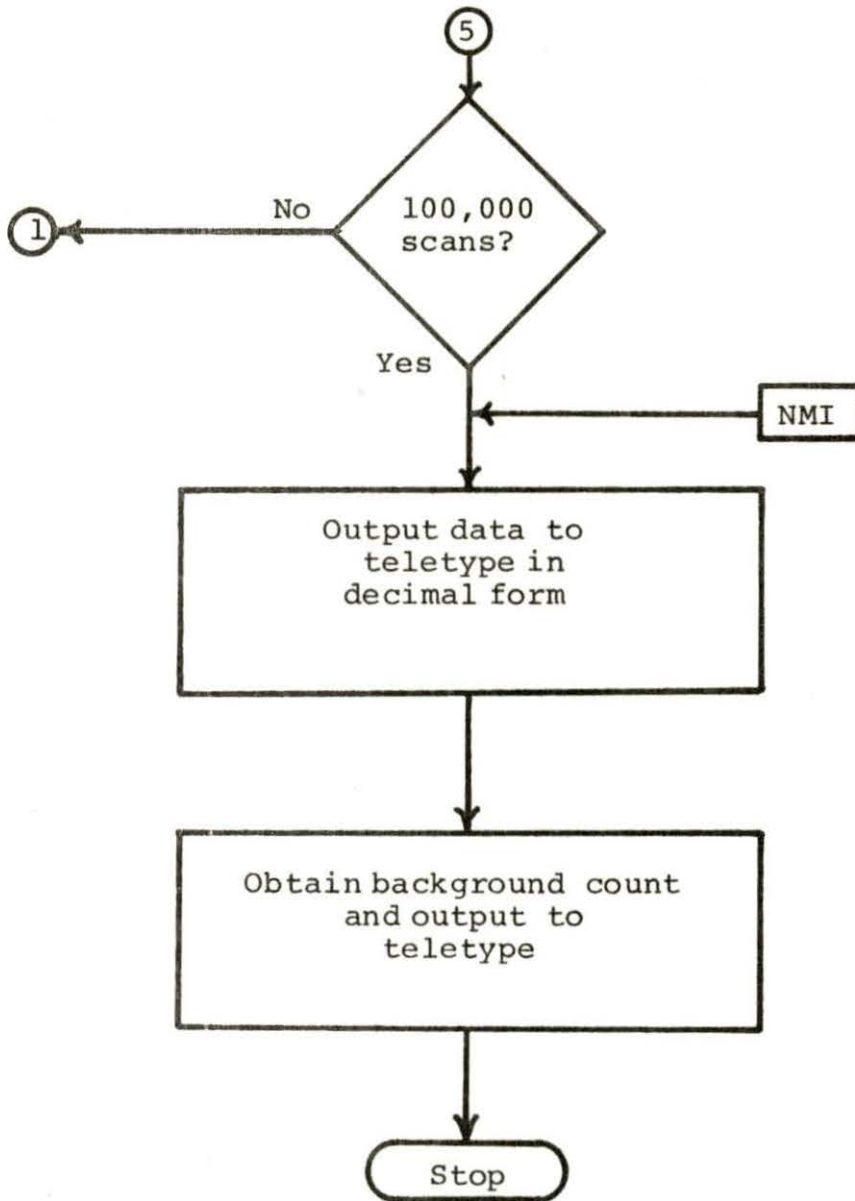 5
100,000
scans?
No
1
Yes
NMI
Output data to
teletype in
decimal form
Obtain background count
and output to
teletype
Stop